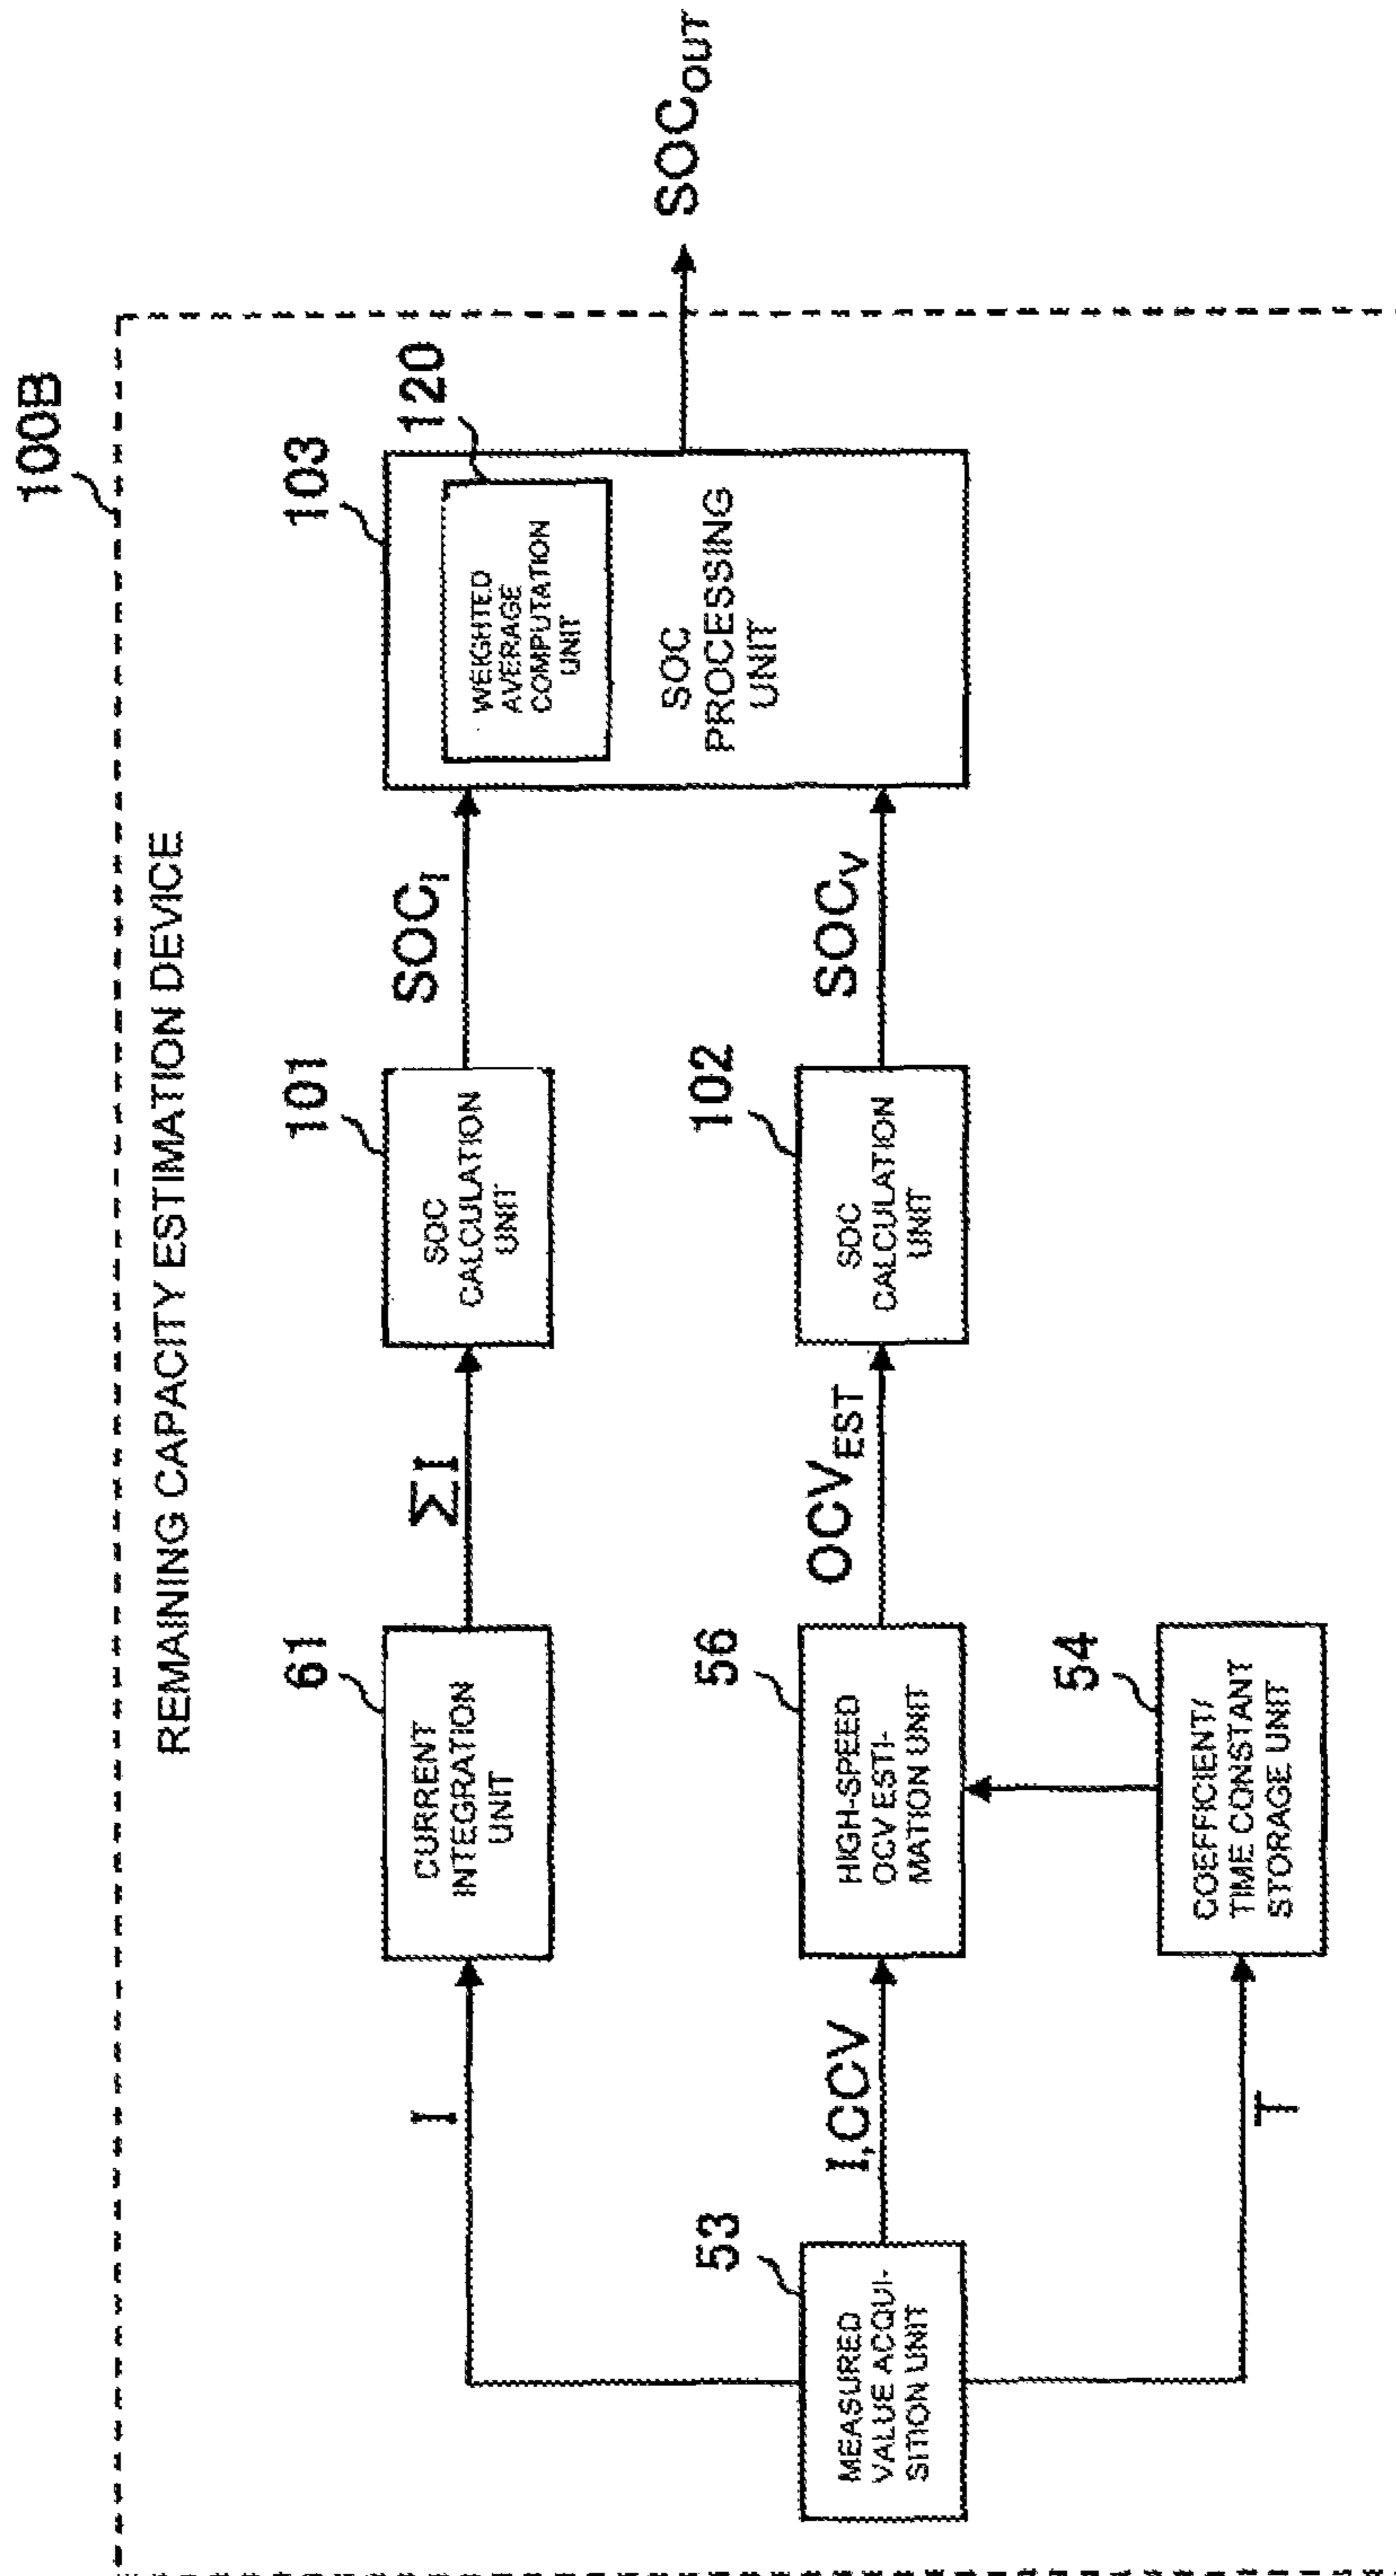 100B
REMAINING CAPACITY ESTIMATION DEVICE
61
CURRENT
INTEGRATION
UNIT
101
SOC
CALCULATION
UNIT
103
120
WEIGHTED
AVERAGE
COMPUTATION
UNIT
SOC
PROCESSING
UNIT
I
ΣI
SOC_I
SOC_OUT
53
MEASURED
VALUE ACQUI-
SITION UNIT
I,CCV
56
HIGH-SPEED
OCV ESTI-
MATION UNIT
OCV_EST
102
SOC
CALCULATION
UNIT
SOC_V
T
54
COEFFICIENT/
TIME CONSTANT
STORAGE UNIT